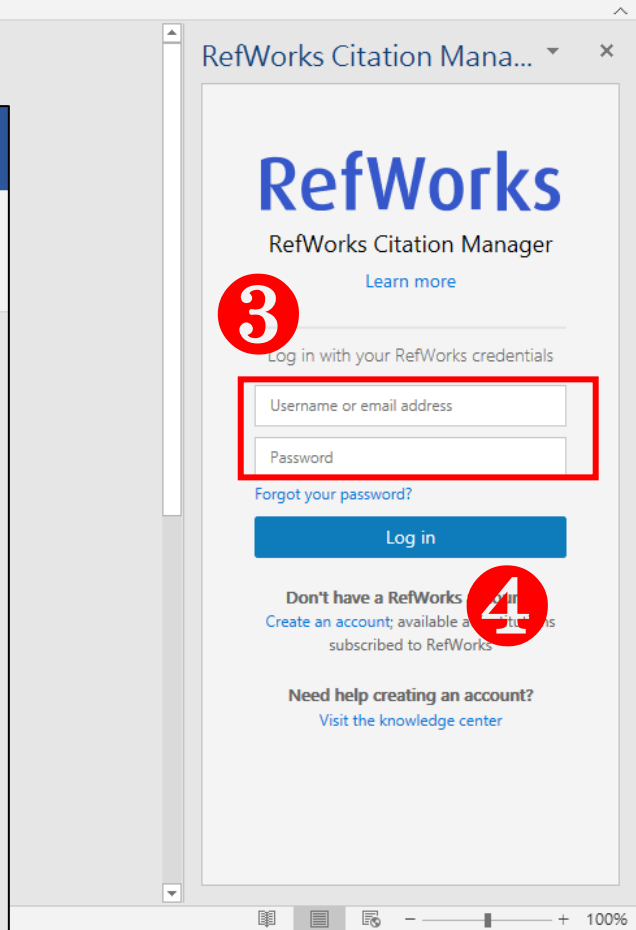 RefWorks Citation Mana...
RefWorks
RefWorks Citation Manager
Learn more
3
Log in with your RefWorks credentials
Username or email address
Password
Forgot your password?
Log in
4
Don't have a RefWorks
Create an account; available
subscribed to RefWorks
Need help creating an account?
Visit the knowledge center
100%